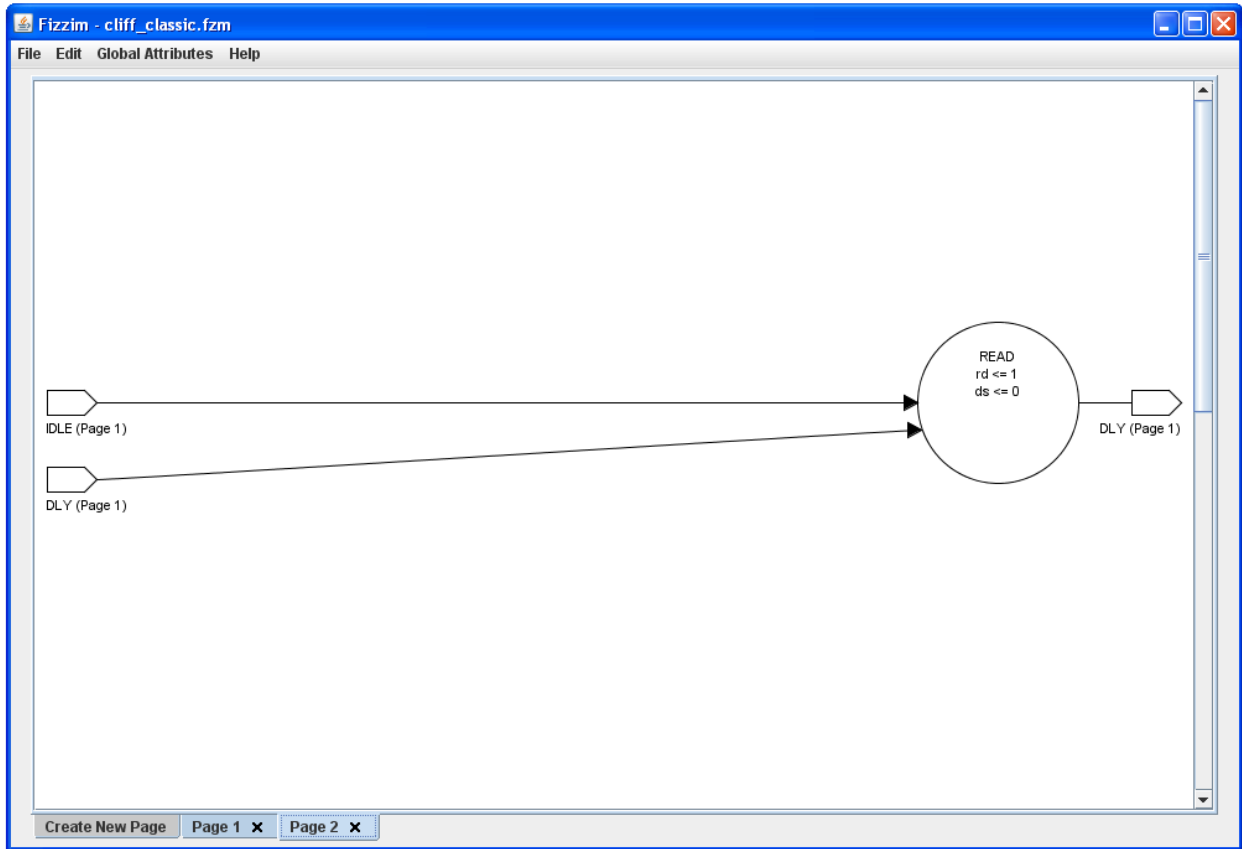 Fizzim - cliff_classic.fzm
File Edit Global Attributes Help
READ
rd <= 1
ds <= 0
IDLE (Page 1)
DLY (Page 1)
DLY (Page 1)
Create New Page Page 1 Page 2